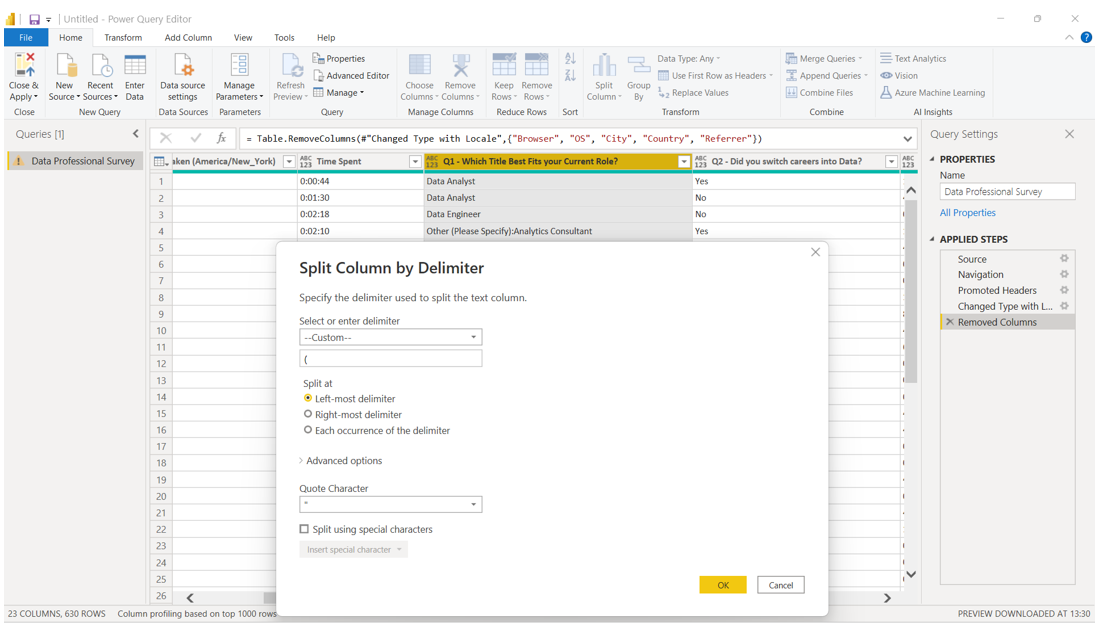 Untitled - Power Query Editor
File Home Transform Add Column View Tools Help
Close & Apply
New Source
Recent Sources
Enter Data
Data source settings
Manage Parameters
Refresh Preview
Properties
Advanced Editor
Manage
Choose Columns
Remove Columns
Keep Rows
Remove Rows
Split Column
Group By
Data Type: Any
Use First Row as Headers
Replace Values
Merge Queries
Append Queries
Combine Files
Text Analytics
Vision
Azure Machine Learning
Close New Query Data Sources Parameters Query Manage Columns Reduce Rows Sort Transform Combine AI Insights
Queries [1]
Data Professional Survey
= Table.RemoveColumns(#"Changed Type with Locale",{"Browser", "OS", "City", "Country", "Referrer"})
aken (America/New_York) ABC 123 Time Spent ABC 123 Q1 - Which Title Best Fits your Current Role? ABC 123 Q2 - Did you switch careers into Data? ABC 123
1 0:00:44 Data Analyst Yes
2 0:01:30 Data Analyst No
3 0:02:18 Data Engineer No
4 0:02:10 Other (Please Specify):Analytics Consultant Yes
5
6
7
8
9
10
11
12
13
14
15
16
17
18
19
20
21
22
23
24
25
26
Split Column by Delimiter
Specify the delimiter used to split the text column.
Select or enter delimiter
--Custom--
(
Split at
Left-most delimiter
Right-most delimiter
Each occurrence of the delimiter
Advanced options
Quote Character
"
Split using special characters
Insert special character
OK Cancel
Query Settings
PROPERTIES
Name
Data Professional Survey
All Properties
APPLIED STEPS
Source
Navigation
Promoted Headers
Changed Type with L...
Removed Columns
23 COLUMNS, 630 ROWS Column profiling based on top 1000 rows PREVIEW DOWNLOADED AT 13:30